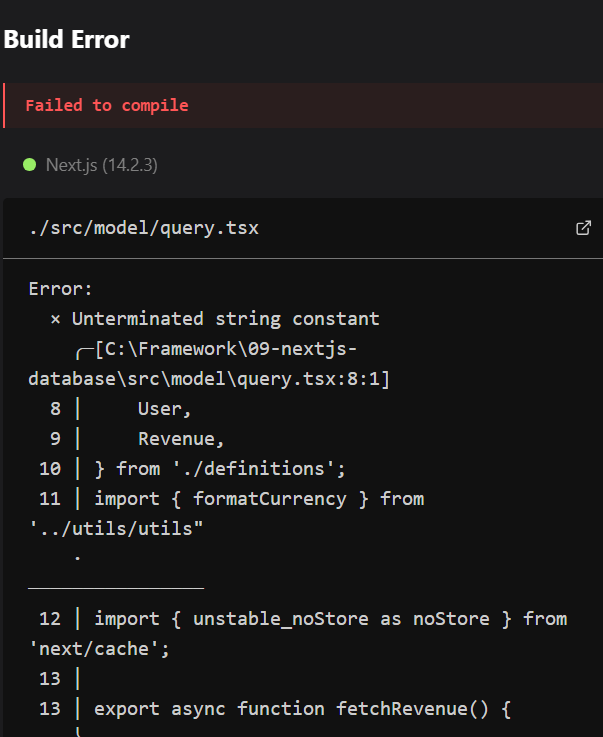 Build Error
Failed to compile
Next.js (14.2.3)
./src/model/query.tsx
Error:
× Unterminated string constant
╭─[C:\Framework\09-nextjs-
database\src\model\query.tsx:8:1]
8 │     User,
9 │     Revenue,
10 │ } from './definitions';
11 │ import { formatCurrency } from
'../utils/utils"
.
────────────────
12 │ import { unstable_noStore as noStore } from
'next/cache';
13 │
13 │ export async function fetchRevenue() {